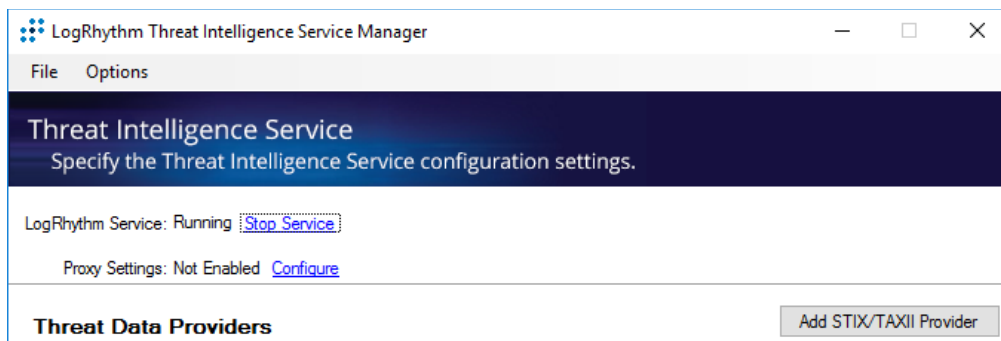 LogRhythm Threat Intelligence Service Manager
File Options
Threat Intelligence Service
Specify the Threat Intelligence Service configuration settings.
LogRhythm Service: Running Stop Service
Proxy Settings: Not Enabled Configure
Threat Data Providers Add STIX/TAXII Provider